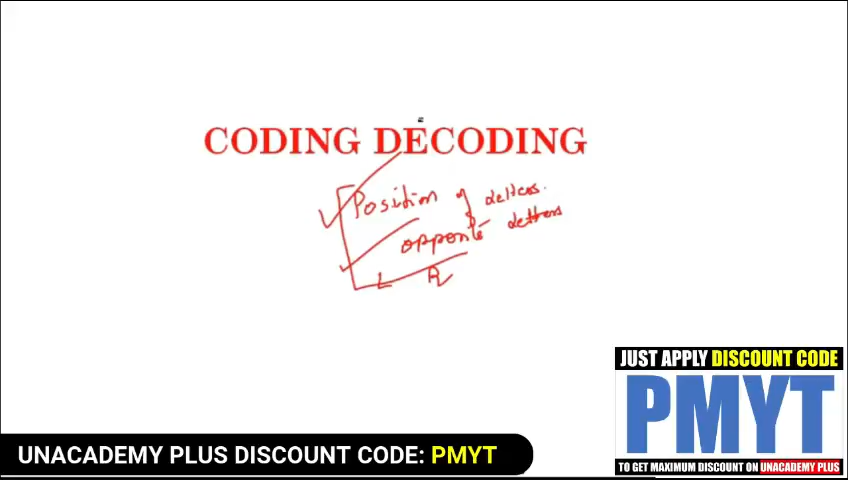 CODING DECODING
Position of letters.
opposite letters
L R
JUST APPLY DISCOUNT CODE
PMYT
TO GET MAXIMUM DISCOUNT ON UNACADEMY PLUS
UNACADEMY PLUS DISCOUNT CODE: PMYT